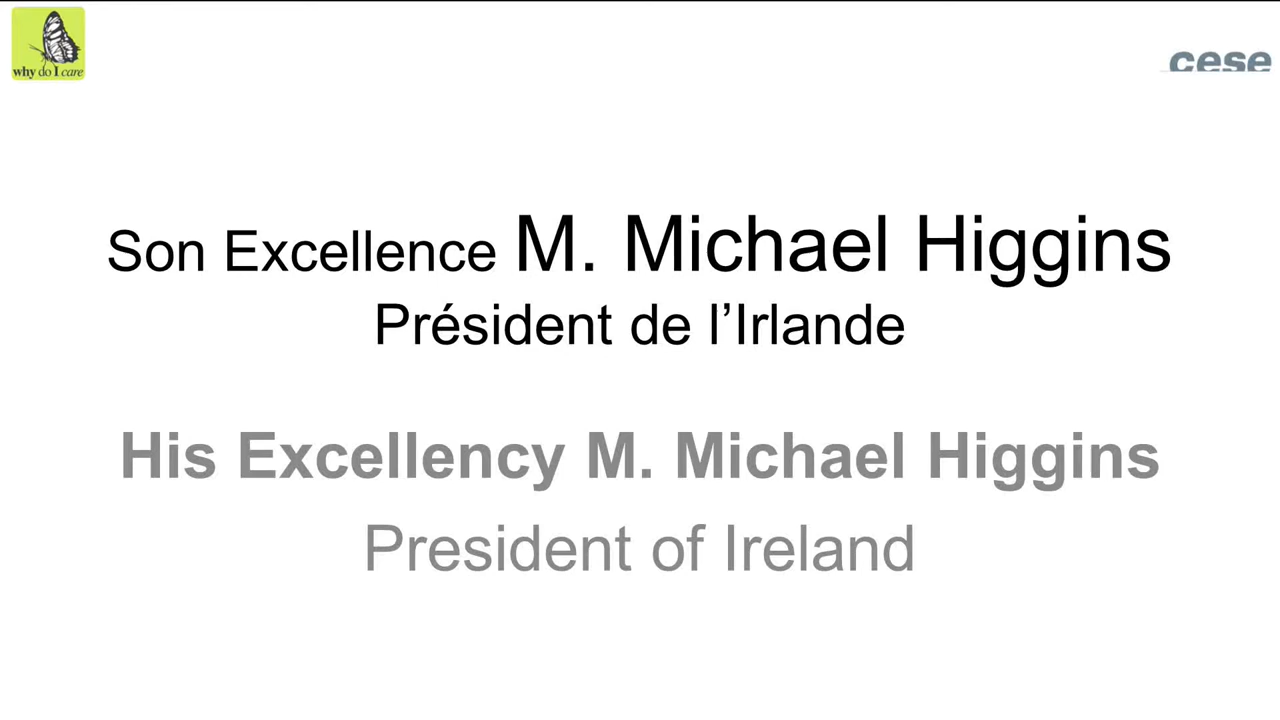 why do I care
cese
Son Excellence M. Michael Higgins
Président de l’Irlande
His Excellency M. Michael Higgins
President of Ireland